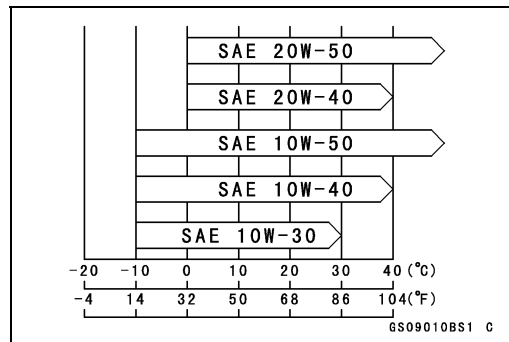 SAE 20W-50
SAE 20W-40
SAE 10W-50
SAE 10W-40
SAE 10W-30
-20 -10 0 10 20 30 40 (°C)
-4 14 32 50 68 86 104 (°F)
GS09010BS1 C